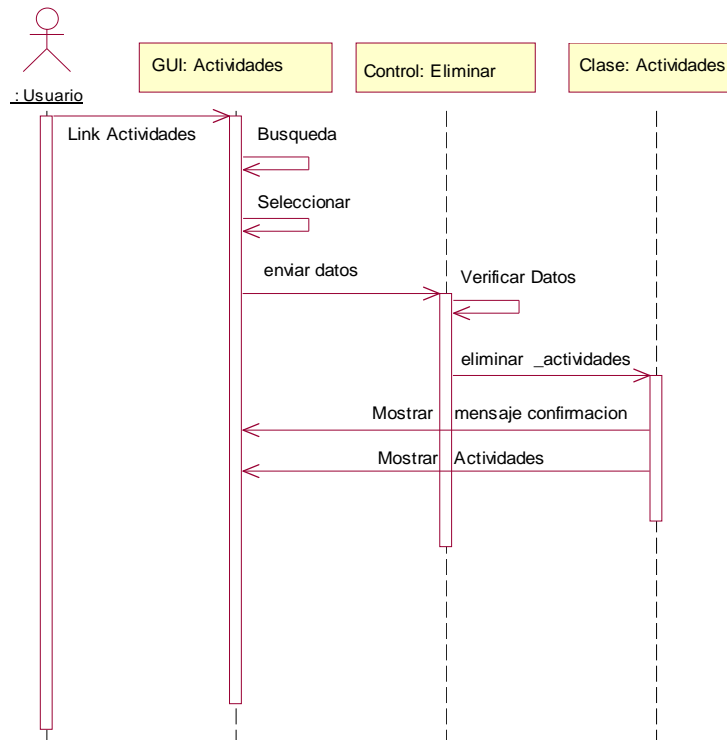 : Usuario
GUI: Actividades
Control: Eliminar
Clase: Actividades
Link Actividades
Busqueda
Seleccionar
enviar datos
Verificar Datos
eliminar _actividades
Mostrar mensaje confirmacion
Mostrar Actividades